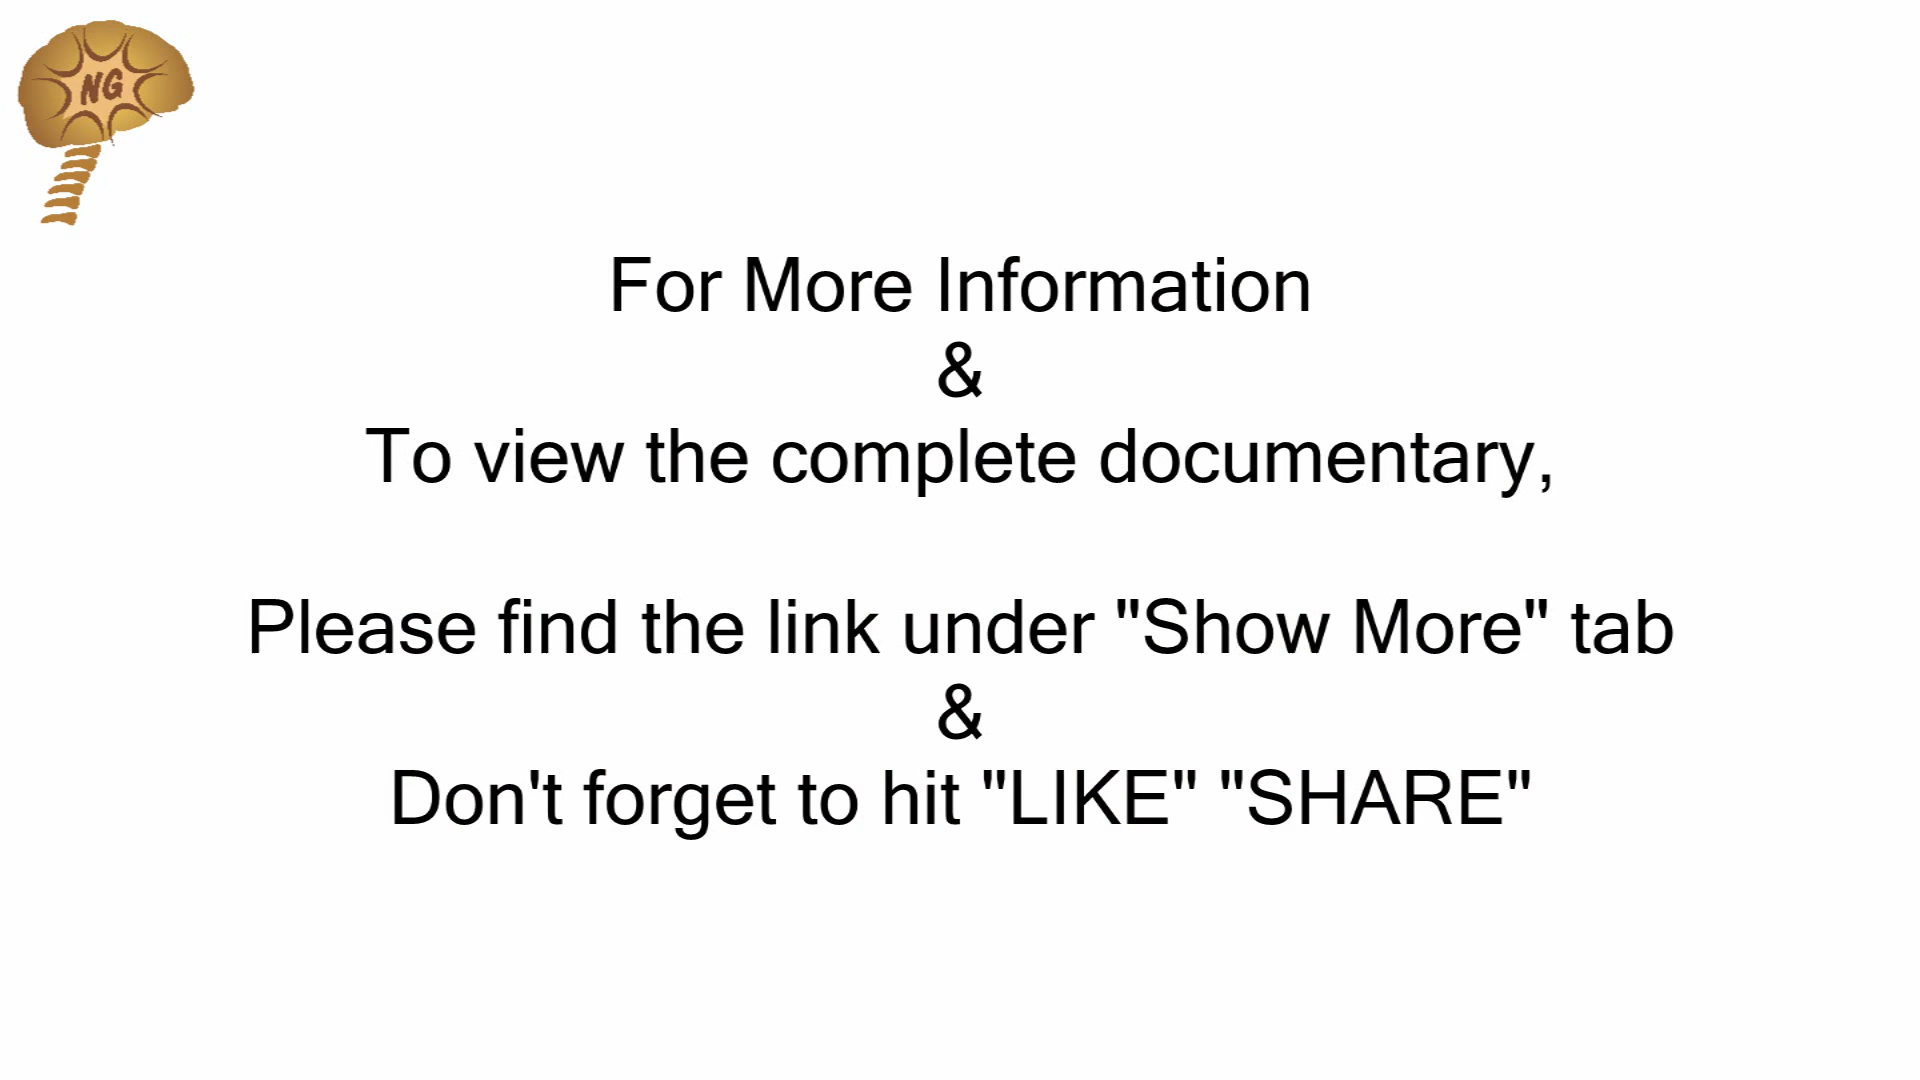 NG
For More Information
&
To view the complete documentary,
Please find the link under "Show More" tab
&
Don't forget to hit "LIKE" "SHARE"